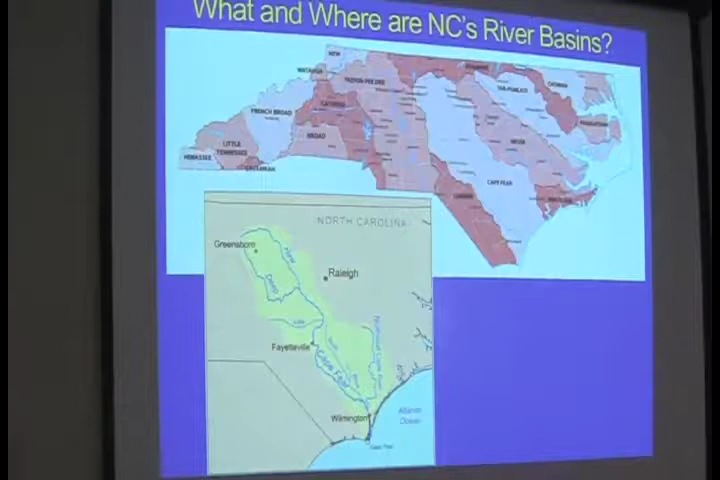 What and Where are NC's River Basins?
NEW
WATAUGA
YADKIN-PEE DEE
ROANOKE
TAR-PAMLICO
CHOWAN
CATAWBA
FRENCH BROAD
BROAD
PASQUOTANK
LITTLE
TENNESSEE
HIWASSEE
SAVANNAH
NEUSE
CAPE FEAR
LUMBER
WHITE OAK
NORTH CAROLINA
Greensboro
Haw
Deep
Raleigh
Fayetteville
Cape Fear
Wilmington
Atlantic
Ocean